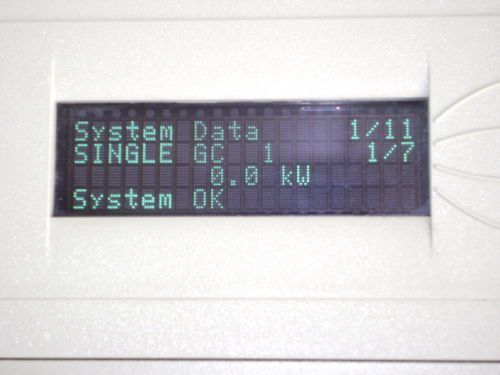 System Data 1/11
SINGLE GC 1 1/7
0.0 kW
System OK